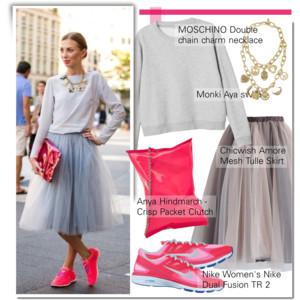 MOSCHINO Double
chain charm necklace
Monki Aya
Chicwish Amore
Mesh Tulle Skirt
Anya Hindmarch -
Crisp Packet Clutch
Nike Women's Nike
Dual Fusion TR 2